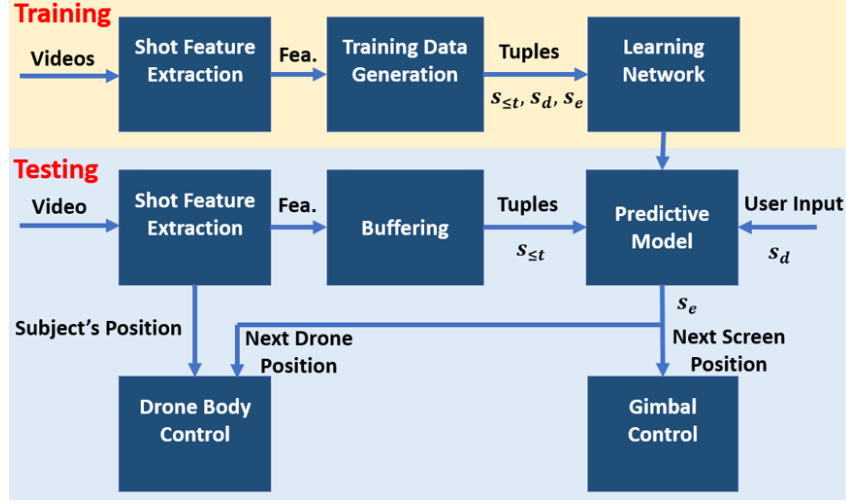 Training
Videos
Shot Feature
Extraction
Fea.
Training Data
Generation
Tuples
s≤t, sd, se
Learning
Network
Testing
Video
Shot Feature
Extraction
Fea.
Buffering
Tuples
s≤t
Predictive
Model
User Input
sd
se
Subject's Position
Next Drone
Position
Next Screen
Position
Drone Body
Control
Gimbal
Control